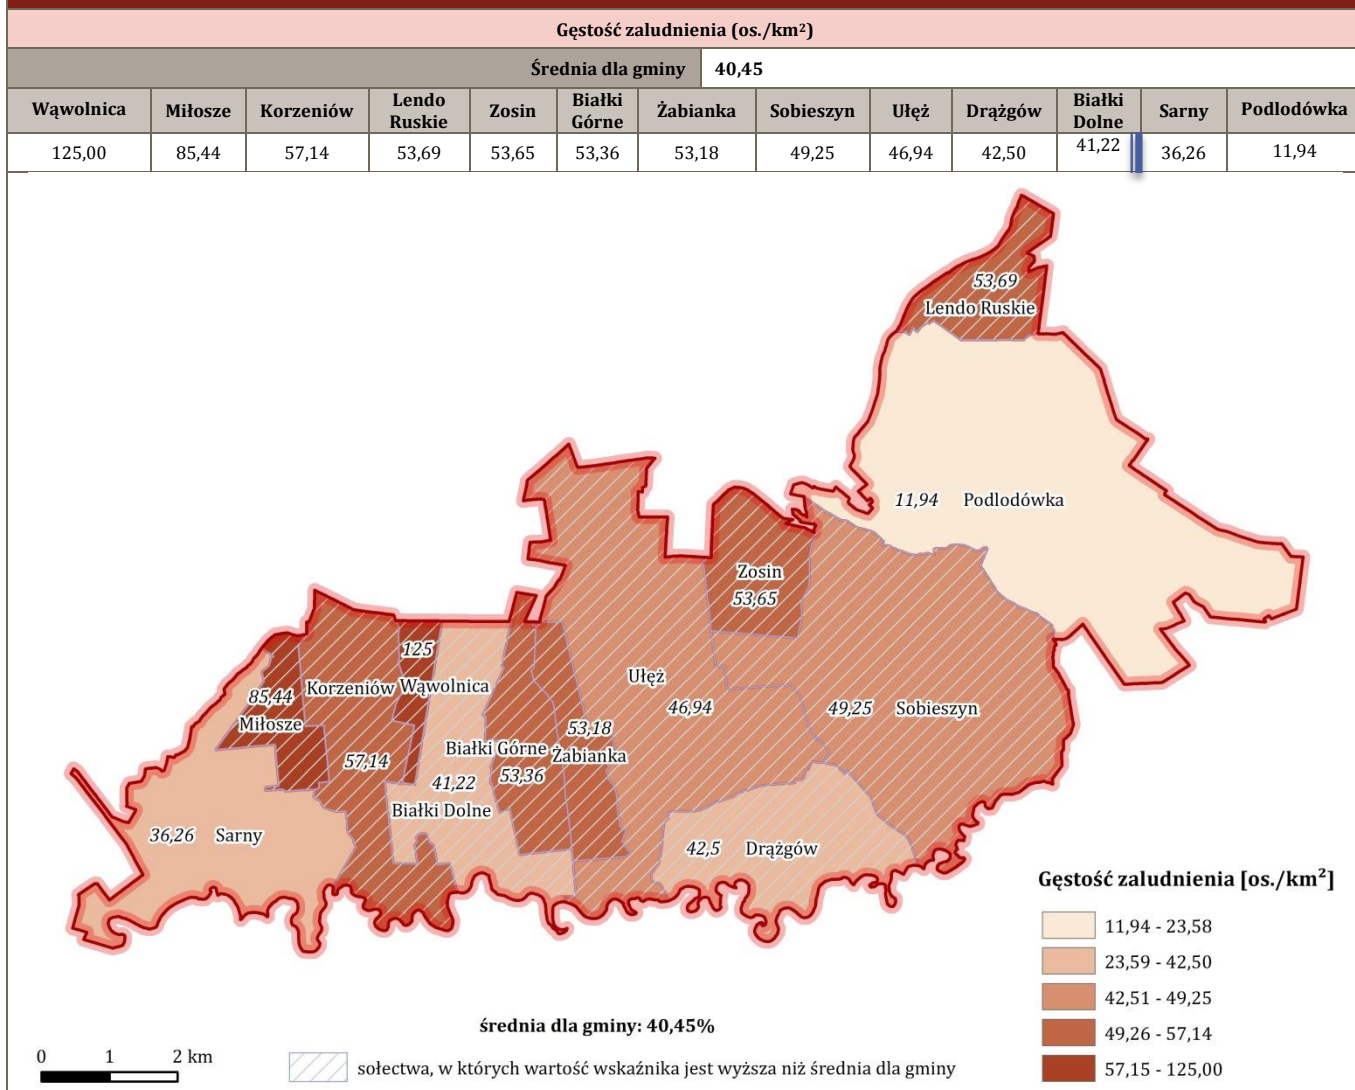 Gęstość zaludnienia (os./km²)
Średnia dla gminy 40,45
Wąwolnica Miłosze Korzeniów Lendo Ruskie Zosin Białki Górne Żabianka Sobieszyn Ułęż Drążgów Białki Dolne Sarny Podlodówka
125,00 85,44 57,14 53,69 53,65 53,36 53,18 49,25 46,94 42,50 41,22 36,26 11,94
53,69
Lendo Ruskie
11,94 Podlodówka
Zosin
53,65
125
Korzeniów Wąwolnica
85,44
Miłosze
57,14
Ułęż
46,94
49,25 Sobieszyn
53,18
Żabianka
Białki Górne
53,36
41,22
Białki Dolne
36,26 Sarny
42,5 Drążgów
Gęstość zaludnienia [os./km²]
11,94 - 23,58
23,59 - 42,50
42,51 - 49,25
49,26 - 57,14
57,15 - 125,00
średnia dla gminy: 40,45%
0 1 2 km
sołectwa, w których wartość wskaźnika jest wyższa niż średnia dla gminy